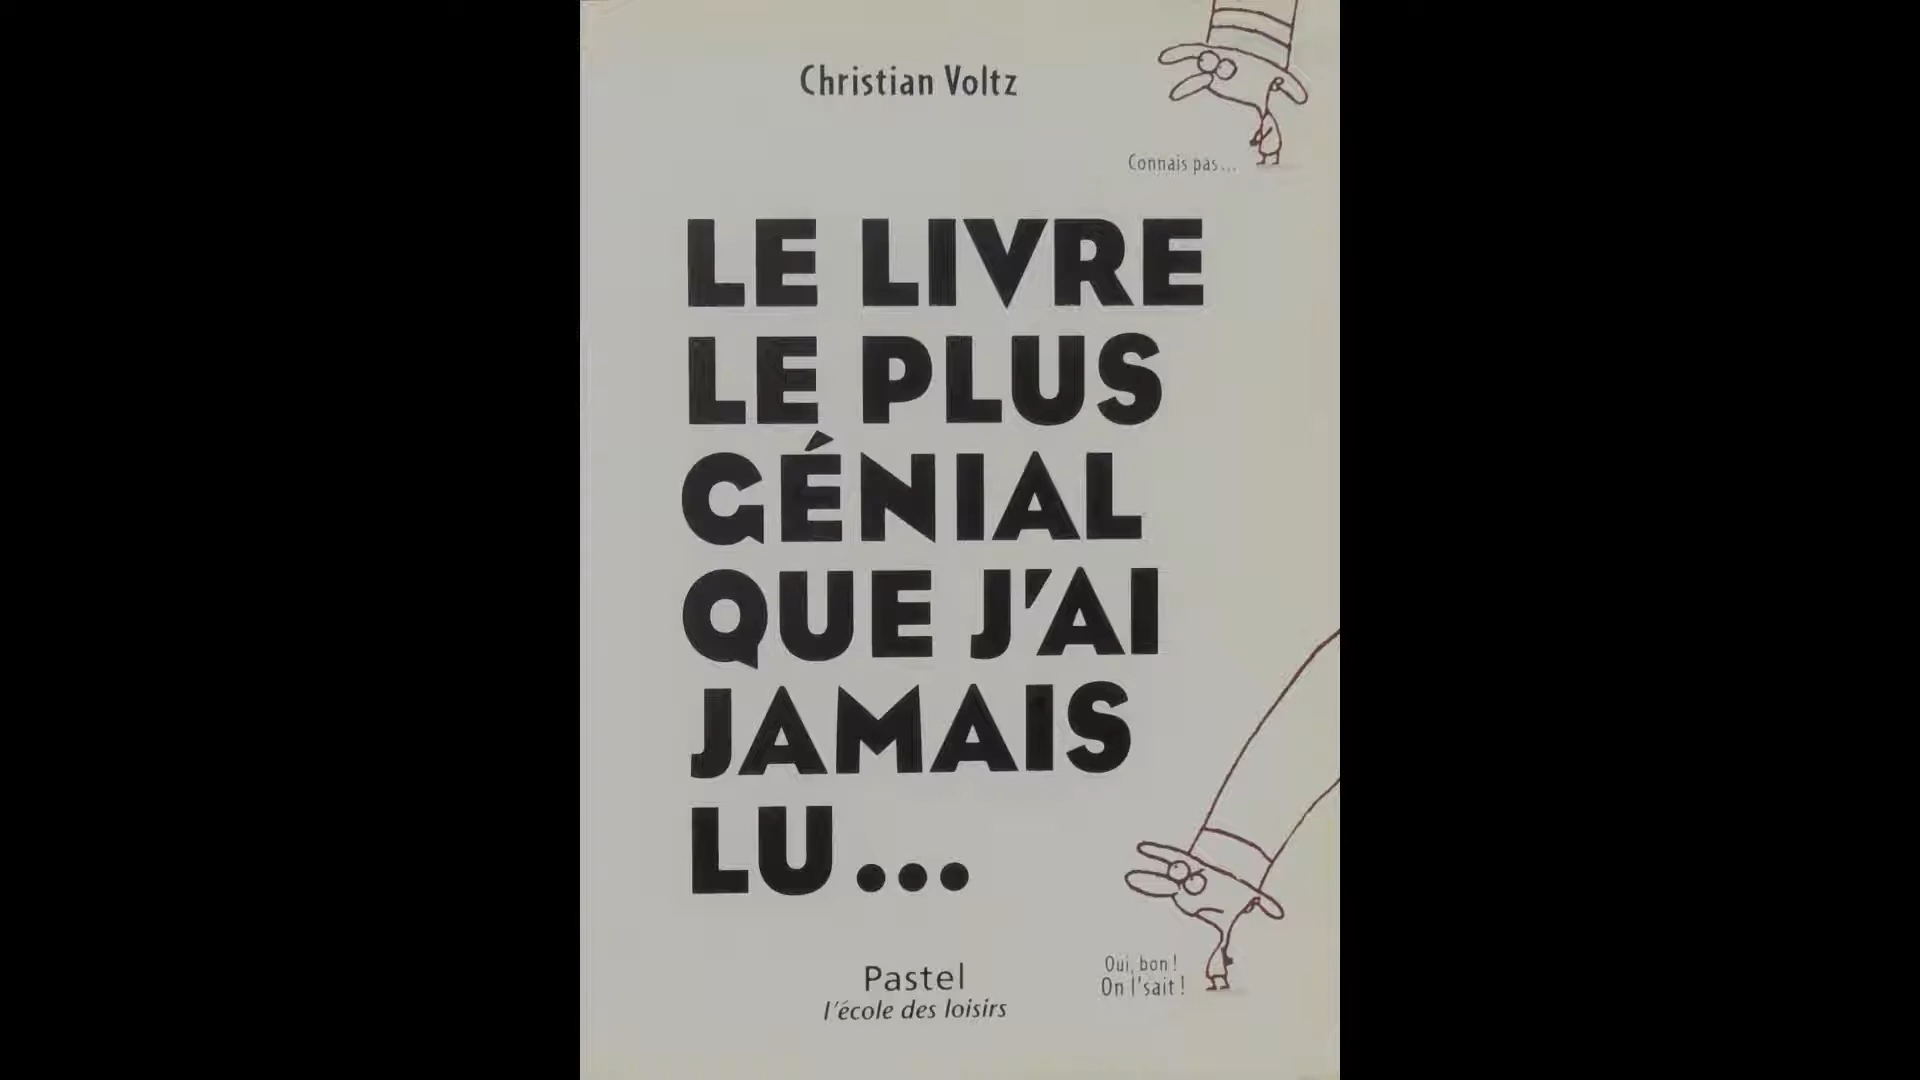 Christian Voltz
Connais pas...
LE LIVRE
LE PLUS
GÉNIAL
QUE J'AI
JAMAIS
LU...
Oui, bon !
On l'sait !
Pastel
l'école des loisirs